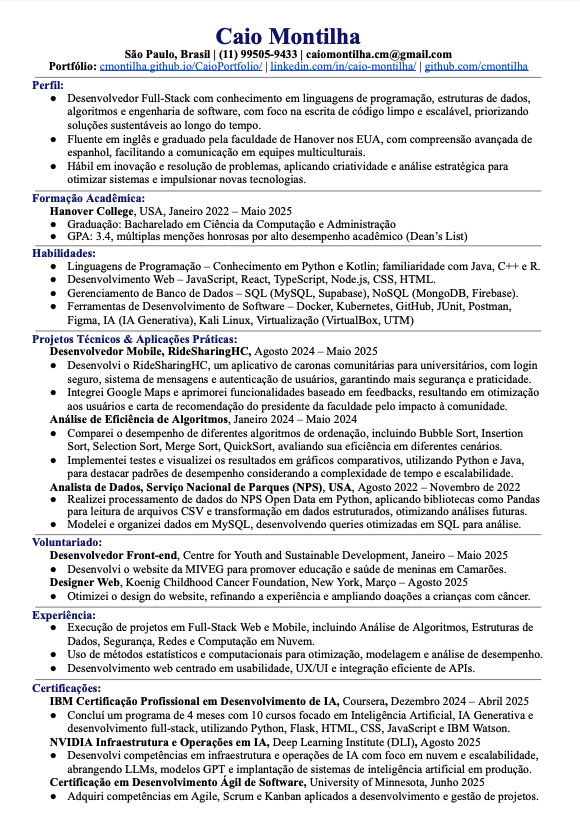 Caio Montilha
São Paulo, Brasil | (11) 99505-9433 | caiomontilha.cm@gmail.com
Portfólio: cmontilha.github.io/CaioPortfolio/ | linkedin.com/in/caio-montilha/ | github.com/cmontilha
Perfil:
● Desenvolvedor Full-Stack com conhecimento em linguagens de programação, estruturas de dados,
algoritmos e engenharia de software, com foco na escrita de código limpo e escalável, priorizando
soluções sustentáveis ao longo do tempo.
● Fluente em inglês e graduado pela faculdade de Hanover nos EUA, com compreensão avançada de
espanhol, facilitando a comunicação em equipes multiculturais.
● Hábil em inovação e resolução de problemas, aplicando criatividade e análise estratégica para
otimizar sistemas e impulsionar novas tecnologias.
Formação Acadêmica:
Hanover College, USA, Janeiro 2022 – Maio 2025
● Graduação: Bacharelado em Ciência da Computação e Administração
● GPA: 3.4, múltiplas menções honrosas por alto desempenho acadêmico (Dean’s List)
Habilidades:
● Linguagens de Programação – Conhecimento em Python e Kotlin; familiaridade com Java, C++ e R.
● Desenvolvimento Web – JavaScript, React, TypeScript, Node.js, CSS, HTML.
● Gerenciamento de Banco de Dados – SQL (MySQL, Supabase), NoSQL (MongoDB, Firebase).
● Ferramentas de Desenvolvimento de Software – Docker, Kubernetes, GitHub, JUnit, Postman,
Figma, IA (IA Generativa), Kali Linux, Virtualização (VirtualBox, UTM)
Projetos Técnicos & Aplicações Práticas:
Desenvolvedor Mobile, RideSharingHC, Agosto 2024 – Maio 2025
● Desenvolvi o RideSharingHC, um aplicativo de caronas comunitárias para universitários, com login
seguro, sistema de mensagens e autenticação de usuários, garantindo mais segurança e praticidade.
● Integrei Google Maps e aprimorei funcionalidades baseado em feedbacks, resultando em otimização
aos usuários e carta de recomendação do presidente da faculdade pelo impacto à comunidade.
Análise de Eficiência de Algoritmos, Janeiro 2024 – Maio 2024
● Comparei o desempenho de diferentes algoritmos de ordenação, incluindo Bubble Sort, Insertion
Sort, Selection Sort, Merge Sort, QuickSort, avaliando sua eficiência em diferentes cenários.
● Implementei testes e visualizei os resultados em gráficos comparativos, utilizando Python e Java,
para destacar padrões de desempenho considerando a complexidade de tempo e escalabilidade.
Analista de Dados, Serviço Nacional de Parques (NPS), USA, Agosto 2022 – Novembro de 2022
● Realizei processamento de dados do NPS Open Data em Python, aplicando bibliotecas como Pandas
para leitura de arquivos CSV e transformação em dados estruturados, otimizando análises futuras.
● Modelei e organizei dados em MySQL, desenvolvendo queries otimizadas em SQL para análise.
Voluntariado:
Desenvolvedor Front-end, Centre for Youth and Sustainable Development, Janeiro – Maio 2025
● Desenvolvi o website da MIVEG para promover educação e saúde de meninas em Camarões.
Designer Web, Koenig Childhood Cancer Foundation, New York, Março – Agosto 2025
● Otimizei o design do website, refinando a experiência e ampliando doações a crianças com câncer.
Experiência:
● Execução de projetos em Full-Stack Web e Mobile, incluindo Análise de Algoritmos, Estruturas de
Dados, Segurança, Redes e Computação em Nuvem.
● Uso de métodos estatísticos e computacionais para otimização, modelagem e análise de desempenho.
● Desenvolvimento web centrado em usabilidade, UX/UI e integração eficiente de APIs.
Certificações:
IBM Certificação Profissional em Desenvolvimento de IA, Coursera, Dezembro 2024 – Abril 2025
● Concluí um programa de 4 meses com 10 cursos focado em Inteligência Artificial, IA Generativa e
desenvolvimento full-stack, utilizando Python, Flask, HTML, CSS, JavaScript e IBM Watson.
NVIDIA Infraestrutura e Operações em IA, Deep Learning Institute (DLI), Agosto 2025
● Desenvolvi competências em infraestrutura e operações de IA com foco em nuvem e escalabilidade,
abrangendo LLMs, modelos GPT e implantação de sistemas de inteligência artificial em produção.
Certificação em Desenvolvimento Ágil de Software, University of Minnesota, Junho 2025
● Adquiri competências em Agile, Scrum e Kanban aplicados a desenvolvimento e gestão de projetos.